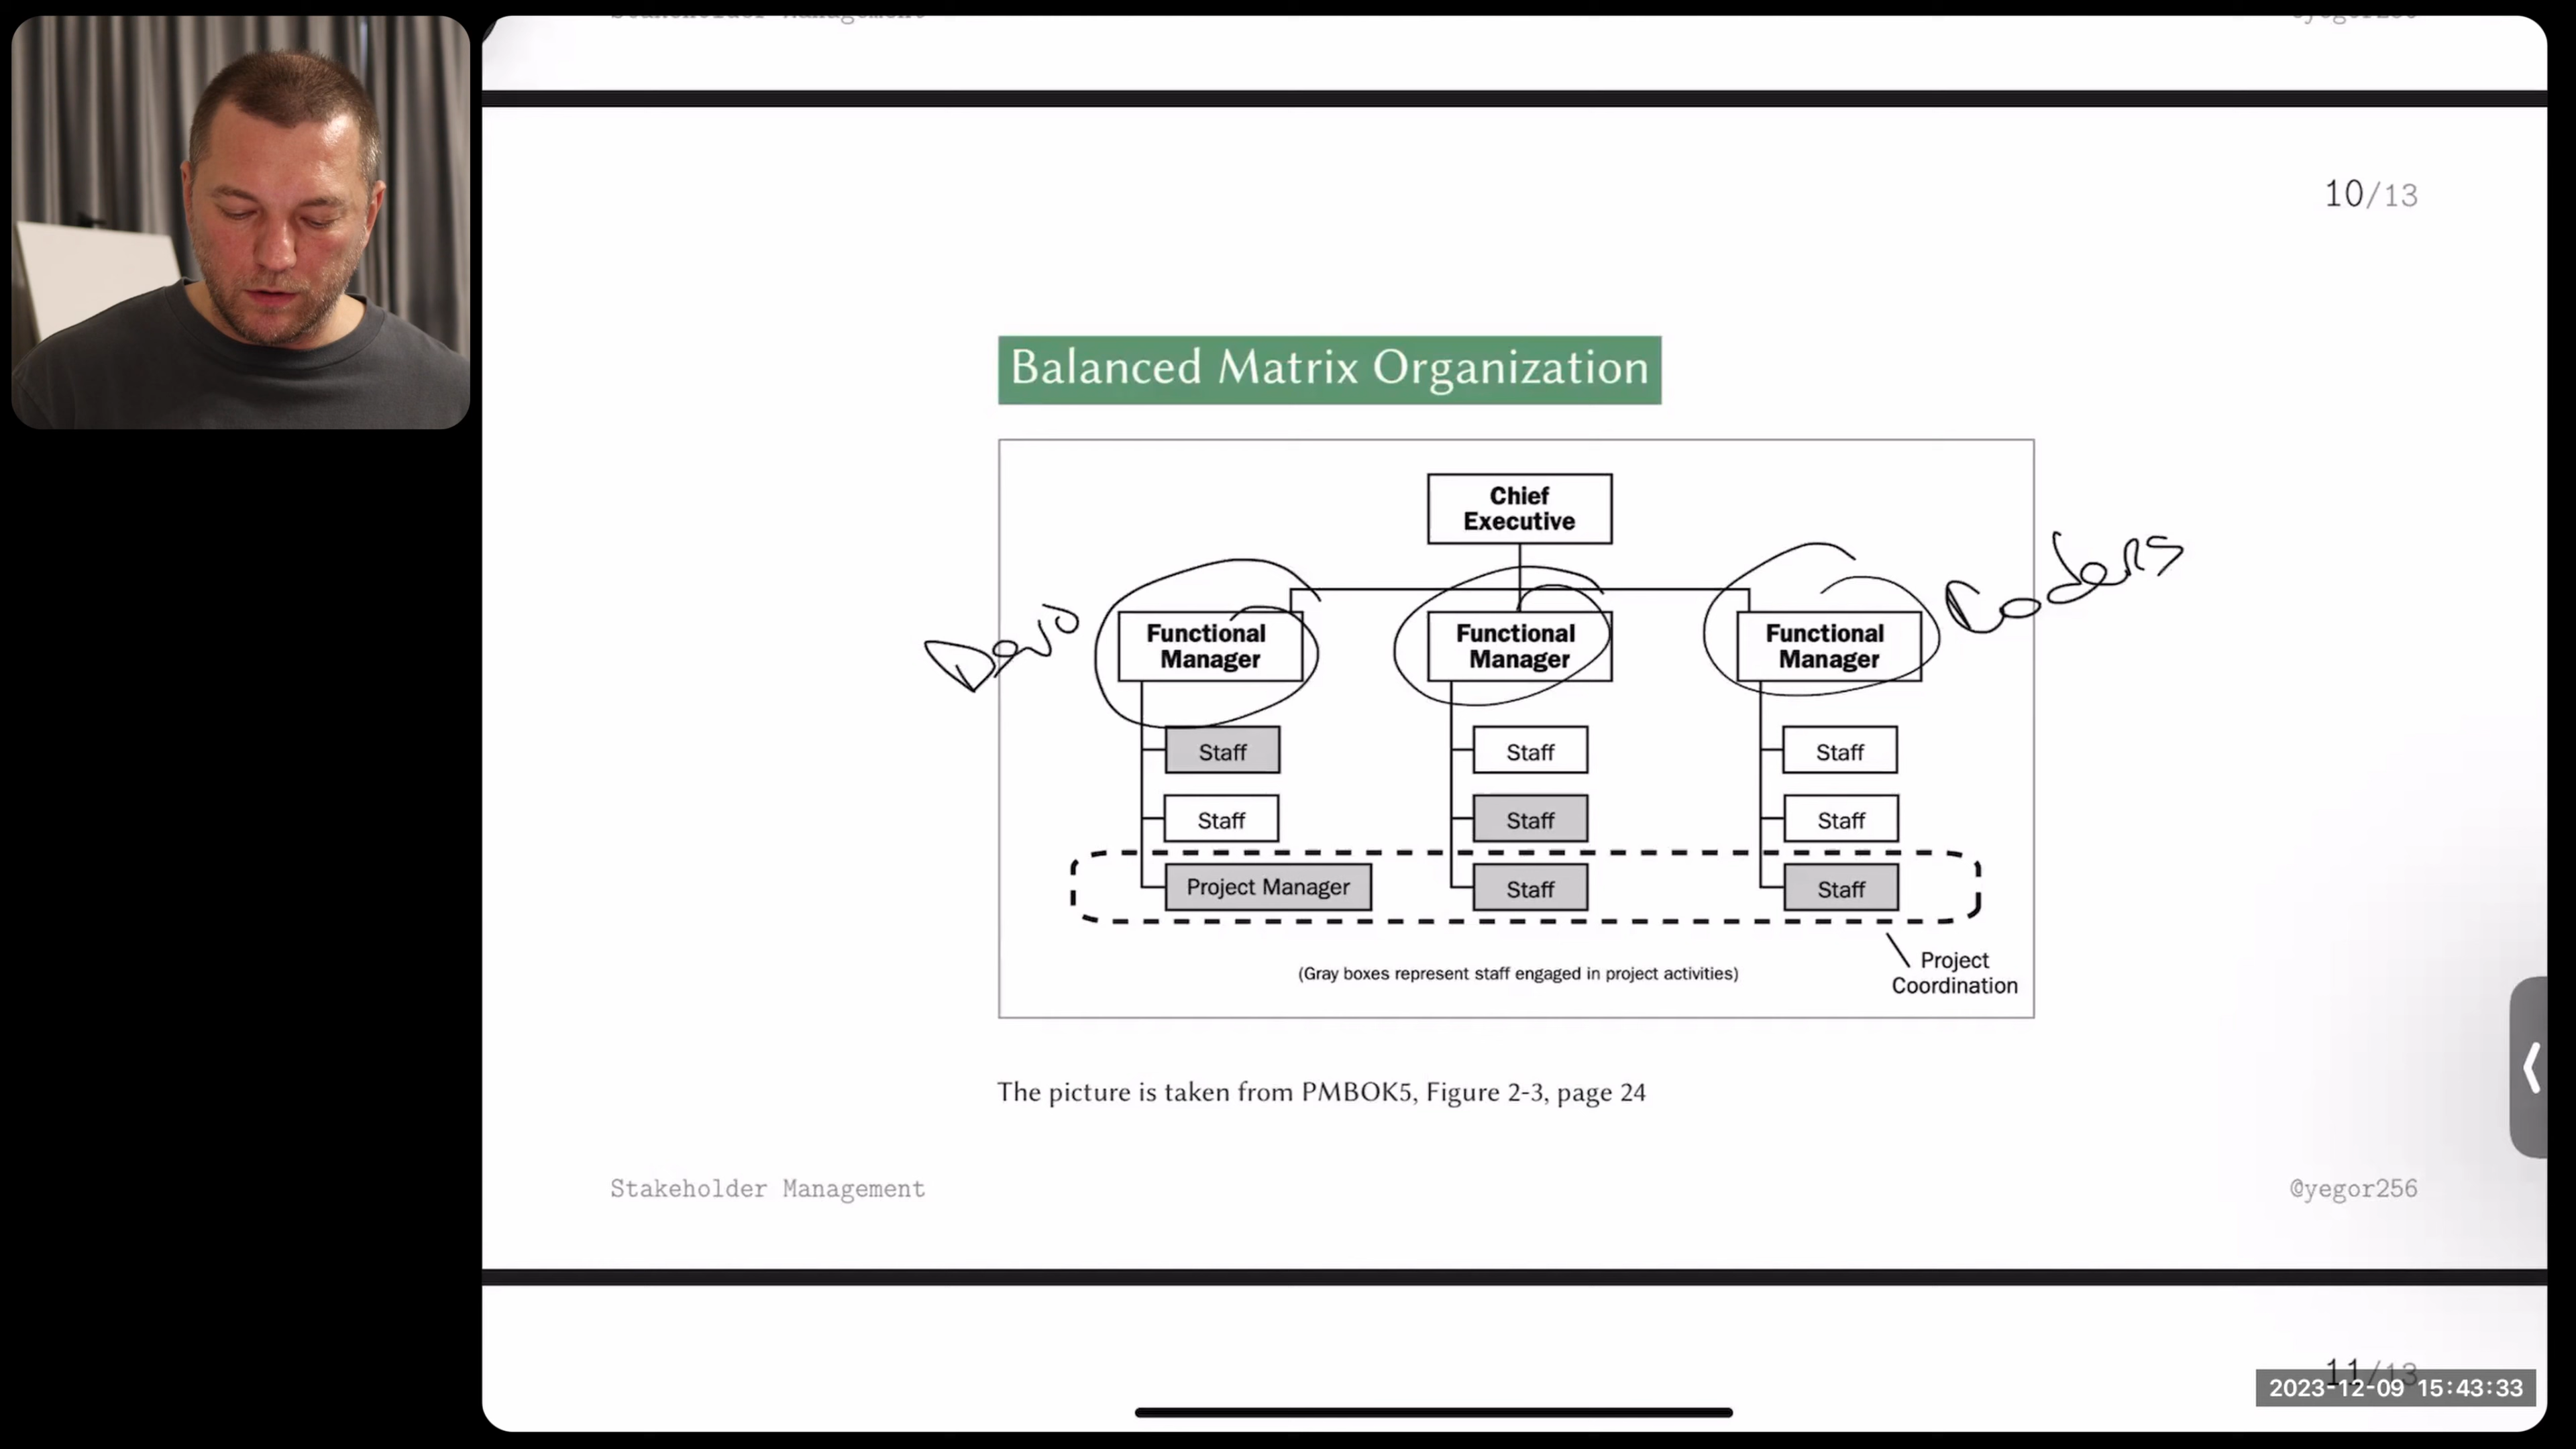 10/13
Balanced Matrix Organization
Chief
Executive
Functional
Manager
Functional
Manager
Functional
Manager
Coders
Staff
Staff
Staff
Staff
Staff
Staff
Project Manager
Staff
Staff
(Gray boxes represent staff engaged in project activities)
Project
Coordination
The picture is taken from PMBOK5, Figure 2-3, page 24
Stakeholder Management
@yegor256
11/13
2023-12-09 15:43:33